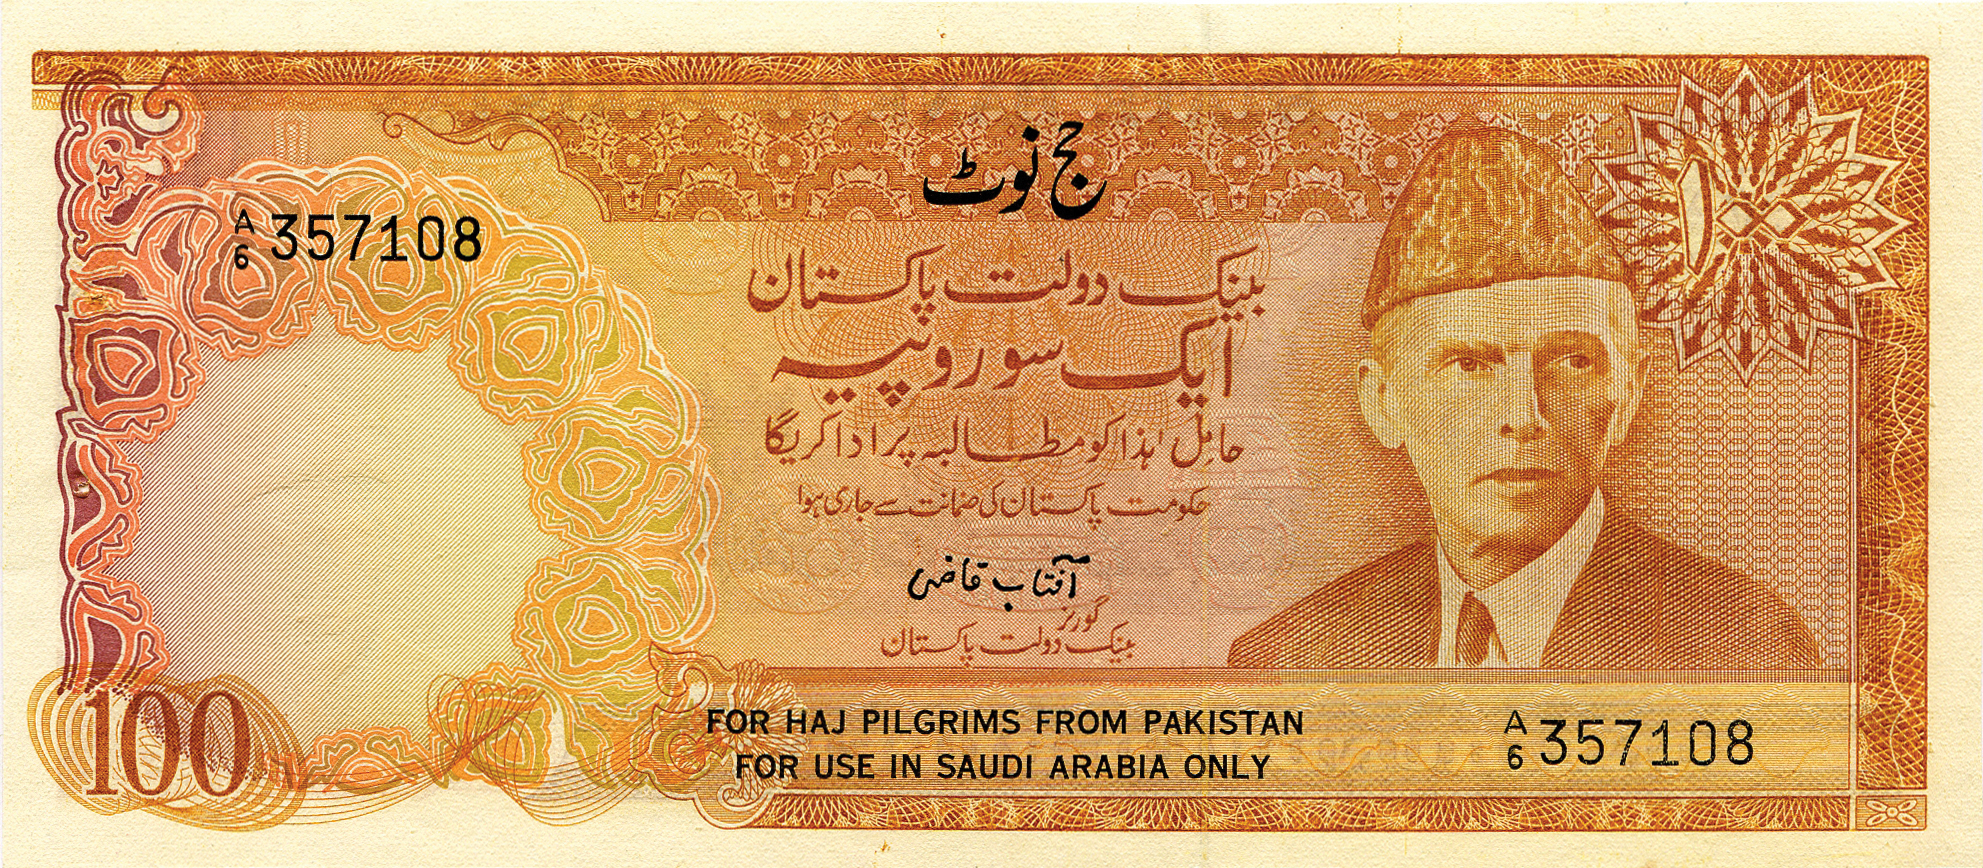 حج نوٹ
A/6 357108
بینک دولت پاکستان
ایک سو روپیہ
حامل ہٰذا کو مطالبہ پر ادا کریگا
حکومت پاکستان کی ضمانت سے جاری ہوا
آفتاب قاضی
گورنر
بینک دولت پاکستان
۱۰۰
100
FOR HAJ PILGRIMS FROM PAKISTAN
FOR USE IN SAUDI ARABIA ONLY
A/6 357108